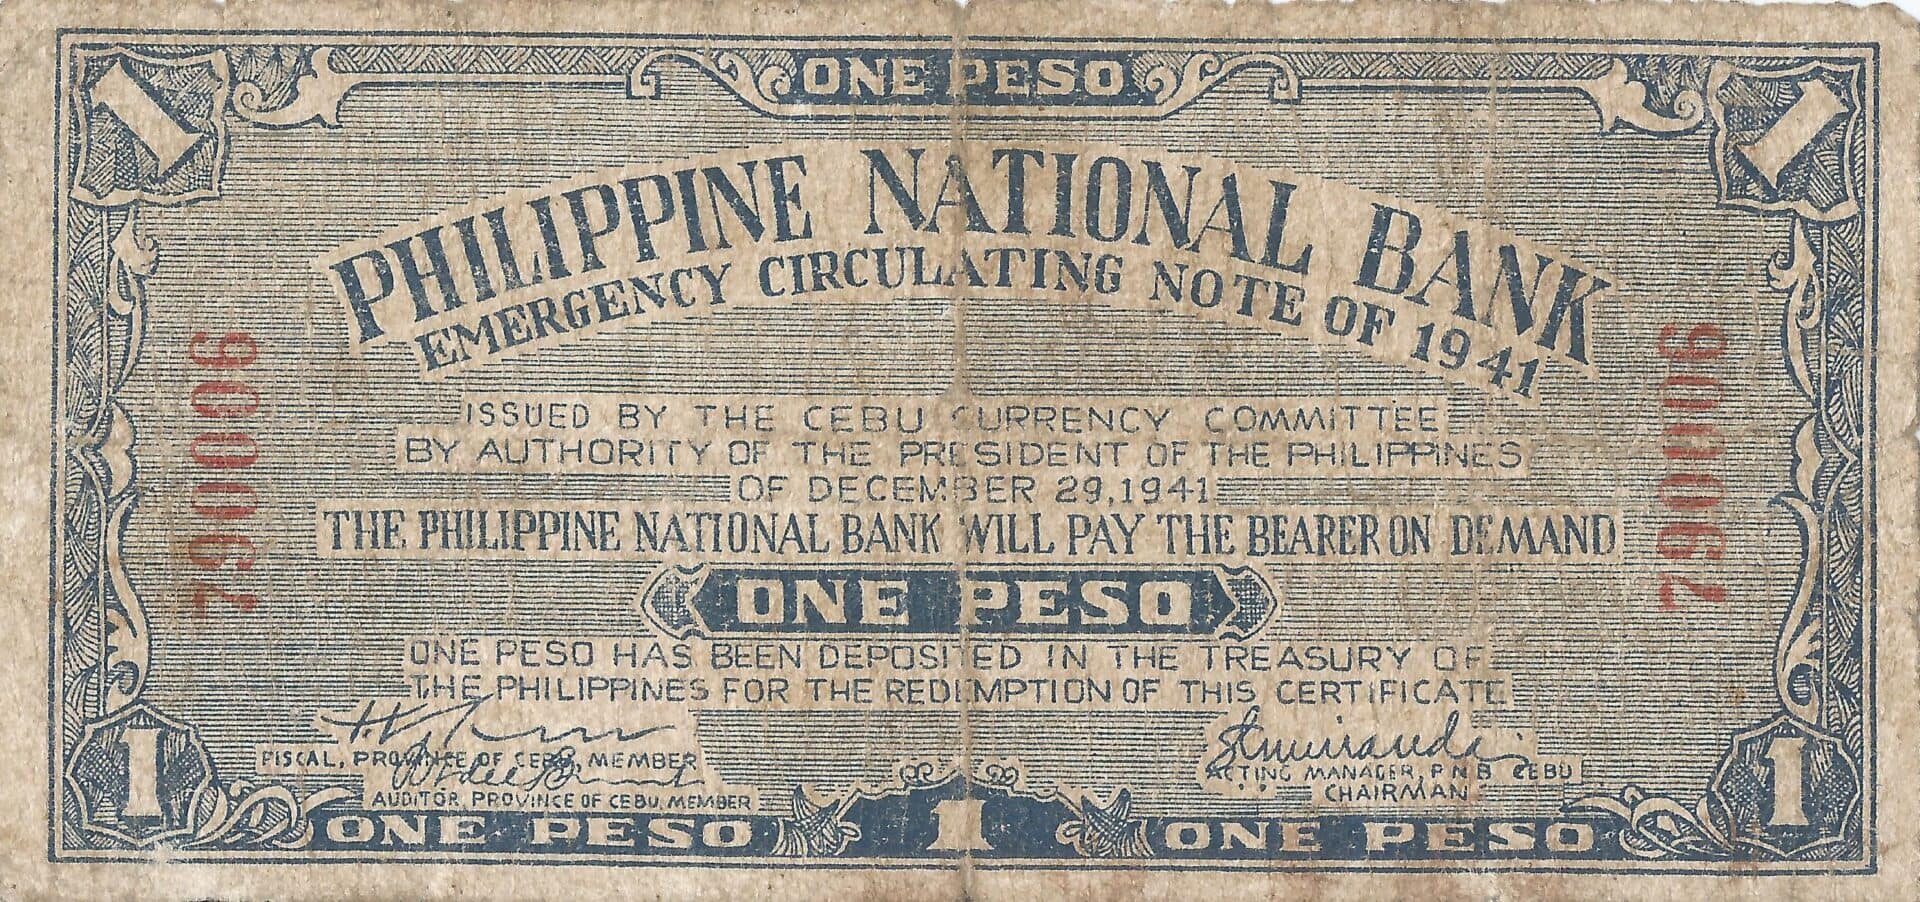 ONE PESO
1
1
PHILIPPINE NATIONAL BANK
EMERGENCY CIRCULATING NOTE OF 1941
790006
790006
ISSUED BY THE CEBU CURRENCY COMMITTEE
BY AUTHORITY OF THE PRESIDENT OF THE PHILIPPINES
OF DECEMBER 29, 1941
THE PHILIPPINE NATIONAL BANK WILL PAY THE BEARER ON DEMAND
ONE PESO
ONE PESO HAS BEEN DEPOSITED IN THE TREASURY OF
THE PHILIPPINES FOR THE REDEMPTION OF THIS CERTIFICATE
FISCAL, PROVINCE OF CEBU, MEMBER
AUDITOR, PROVINCE OF CEBU, MEMBER
ACTING MANAGER, P.N.B. CEBU
CHAIRMAN
1
ONE PESO
1
ONE PESO
1